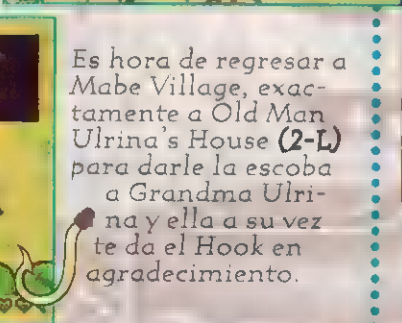 Es hora de regresar a
Mabe Village, exac-
tamente a Old Man
Ulrina's House (2-L)
para darle la escoba
a Grandma Ulri-
na y ella a su vez
te da el Hook en
agradecimiento.